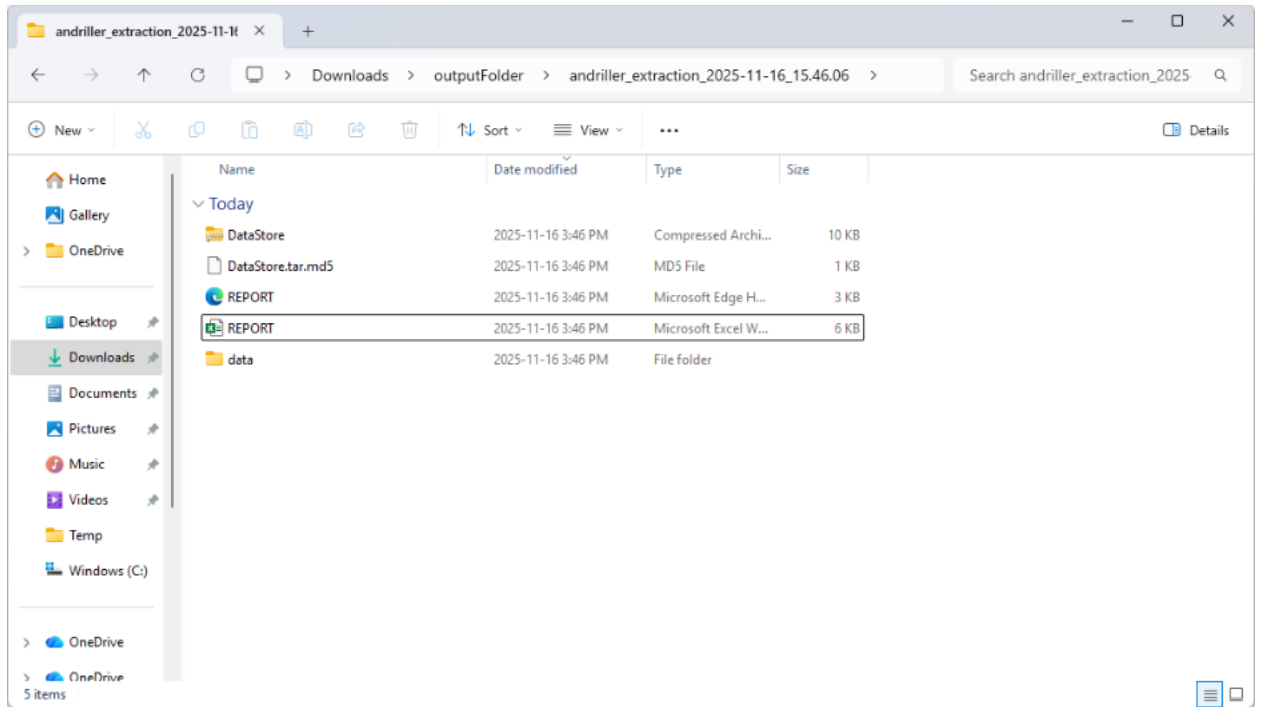 andriller_extraction_2025-11-16
Downloads > outputFolder > andriller_extraction_2025-11-16_15.46.06 >
Search andriller_extraction_2025-
New
Sort
View
Details
Home
Gallery
OneDrive
Desktop
Downloads
Documents
Pictures
Music
Videos
Temp
Windows (C:)
OneDrive
OneDrive
Name Date modified Type Size
Today
DataStore 2025-11-16 3:46 PM Compressed Archi... 10 KB
DataStore.tar.md5 2025-11-16 3:46 PM MD5 File 1 KB
REPORT 2025-11-16 3:46 PM Microsoft Edge H... 3 KB
REPORT 2025-11-16 3:46 PM Microsoft Excel W... 6 KB
data 2025-11-16 3:46 PM File folder
5 items